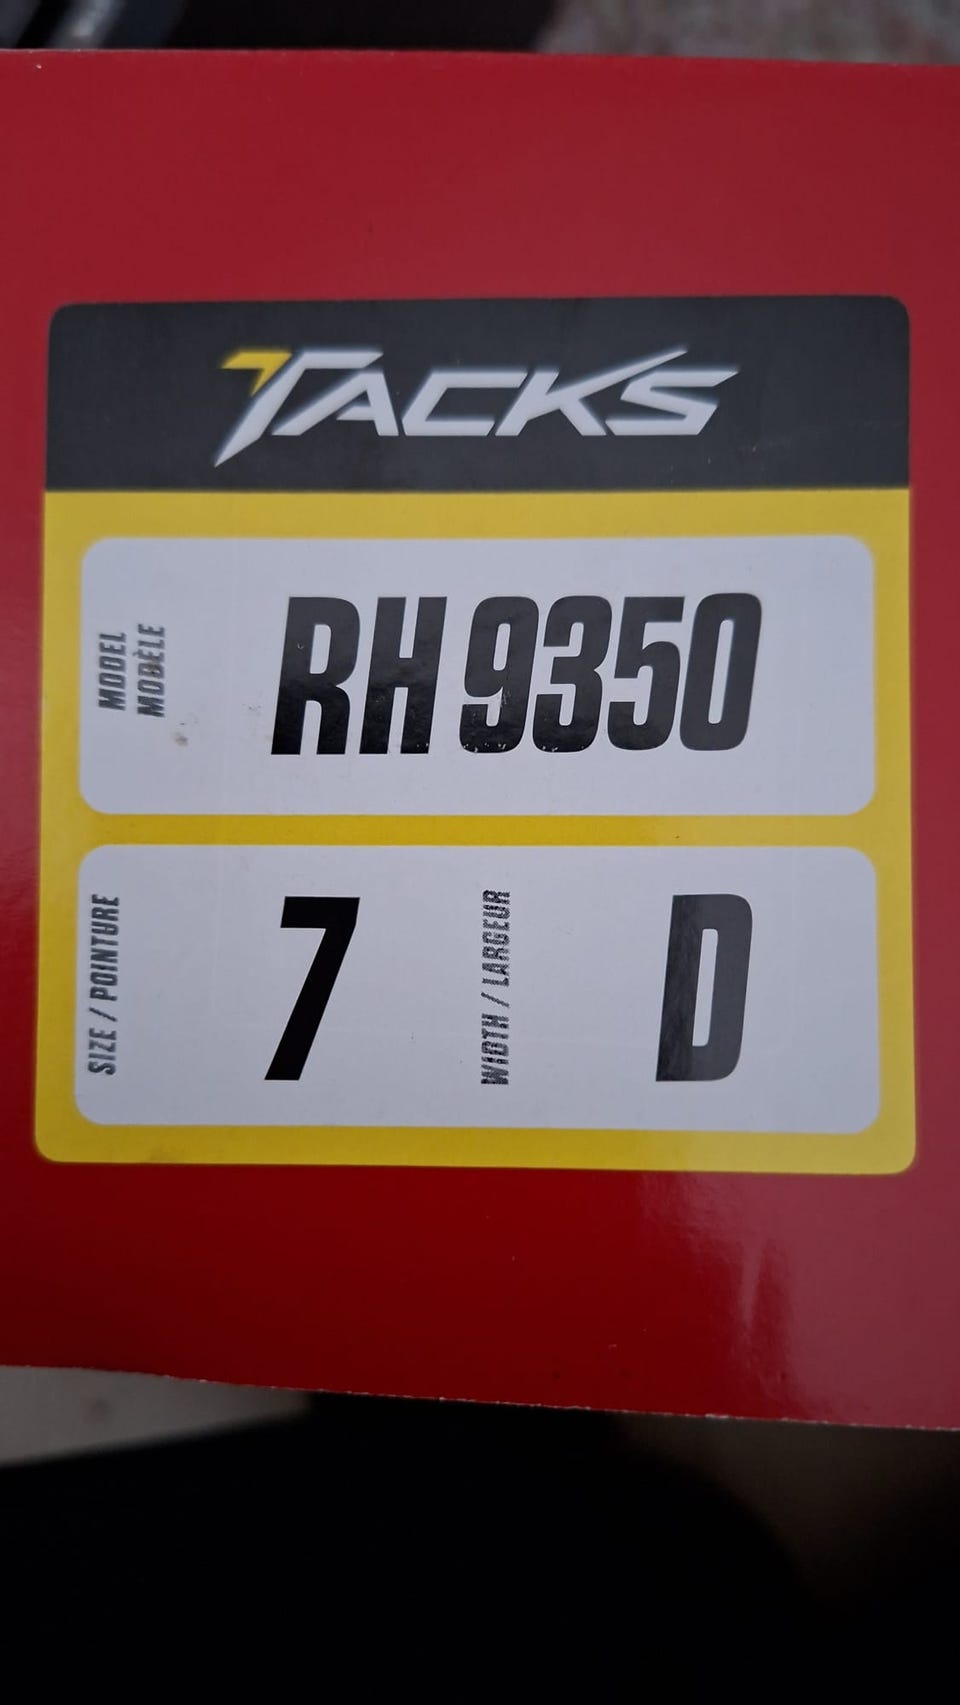 TACKS
MODEL
MODÈLE
RH 9350
SIZE / POINTURE
7
WIDTH / LARGEUR
D